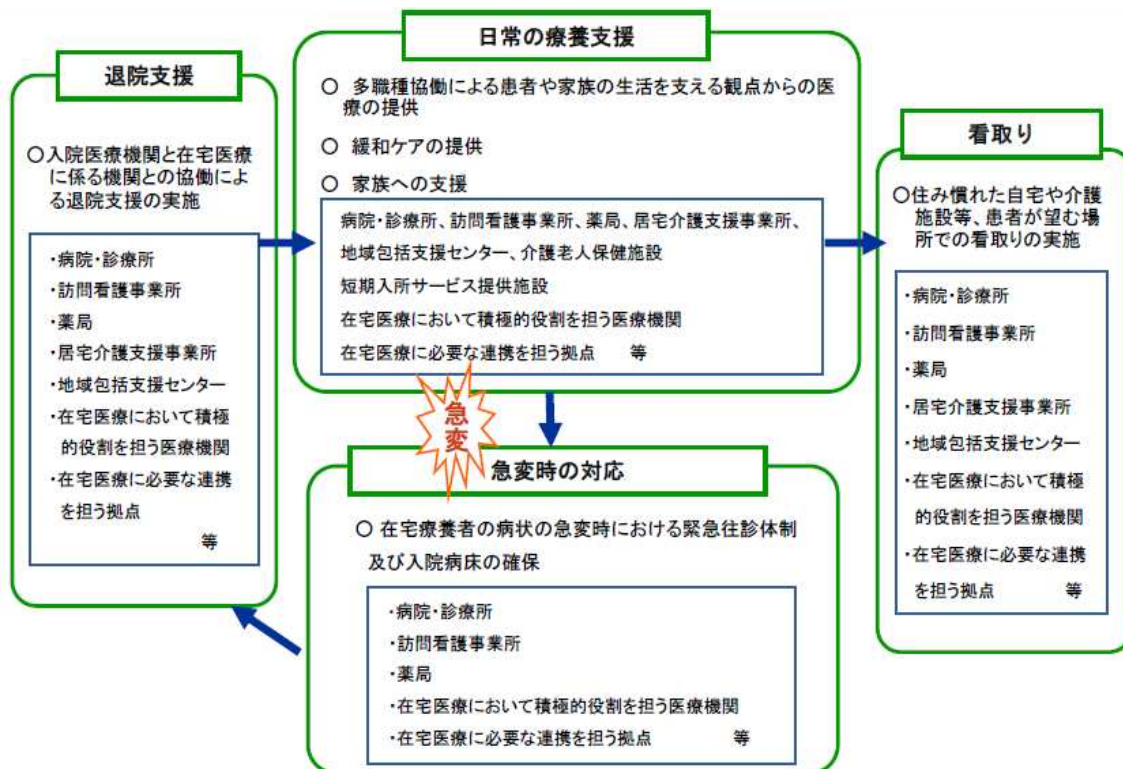 退院支援
○入院医療機関と在宅医療
に係る機関との協働によ
る退院支援の実施
・病院・診療所
・訪問看護事業所
・薬局
・居宅介護支援事業所
・地域包括支援センター
・在宅医療において積極
的役割を担う医療機関
・在宅医療に必要な連携
を担う拠点
等
日常の療養支援
○ 多職種協働による患者や家族の生活を支える観点からの医
療の提供
○ 緩和ケアの提供
○ 家族への支援
病院・診療所、訪問看護事業所、薬局、居宅介護支援事業所、
地域包括支援センター、介護老人保健施設
短期入所サービス提供施設
在宅医療において積極的役割を担う医療機関
在宅医療に必要な連携を担う拠点 等
急変
急変時の対応
○ 在宅療養者の病状の急変時における緊急往診体制
及び入院病床の確保
・病院・診療所
・訪問看護事業所
・薬局
・在宅医療において積極的役割を担う医療機関
・在宅医療に必要な連携を担う拠点 等
看取り
○住み慣れた自宅や介護
施設等、患者が望む場
所での看取りの実施
・病院・診療所
・訪問看護事業所
・薬局
・居宅介護支援事業所
・地域包括支援センター
・在宅医療において積極
的役割を担う医療機関
・在宅医療に必要な連携
を担う拠点 等